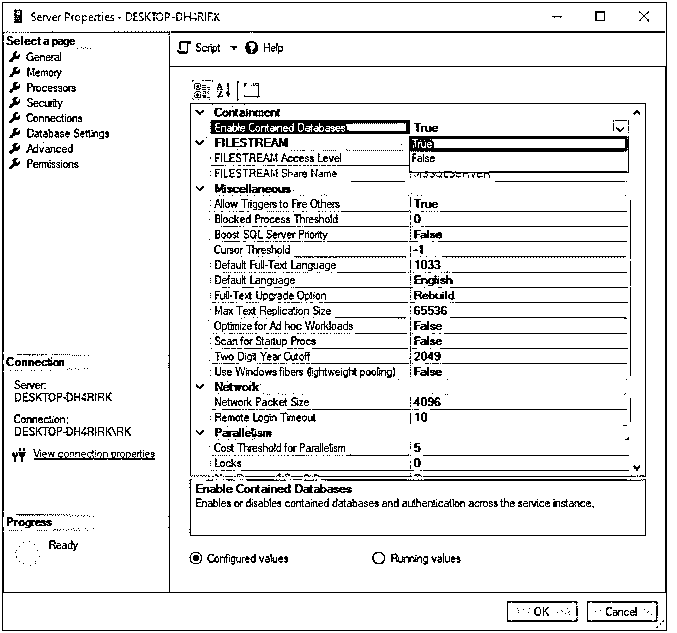 Server Properties - DESKTOP-DH4RIFX
Select a page
General
Memory
Processors
Security
Connections
Database Settings
Advanced
Permissions
Script
Help
Containment
Enable Contained Databases True
True
False
FILESTREAM
FILESTREAM Access Level
FILESTREAM Share Name
Miscellaneous
Allow Triggers to Fire Others True
Blocked Process Threshold 0
Boost SQL Server Priority False
Cursor Threshold -1
Default Full-Text Language 1033
Default Language English
Full-Text Upgrade Option Rebuild
Max Text Replication Size 65536
Optimize for Ad hoc Workloads False
Scan for Startup Procs False
Two Digit Year Cutoff 2049
Use Windows fibers (lightweight pooling) False
Network
Network Packet Size 4096
Remote Login Timeout 10
Parallelism
Cost Threshold for Parallelism 5
Locks 0
Enable Contained Databases
Enables or disables contained databases and authentication across the service instance.
Configured values
Running values
Connection
Server:
DESKTOP-DH4RIRK
Connection:
DESKTOP-DH4RIRK\RK
View connection properties
Progress
Ready
OK
Cancel